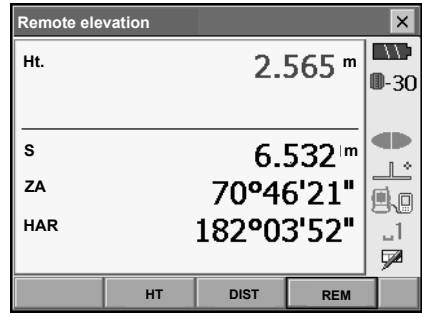 Remote elevation
Ht. 2.565 m
-30
S 6.532 m
ZA 70°46'21"
HAR 182°03'52"
1
HT DIST REM